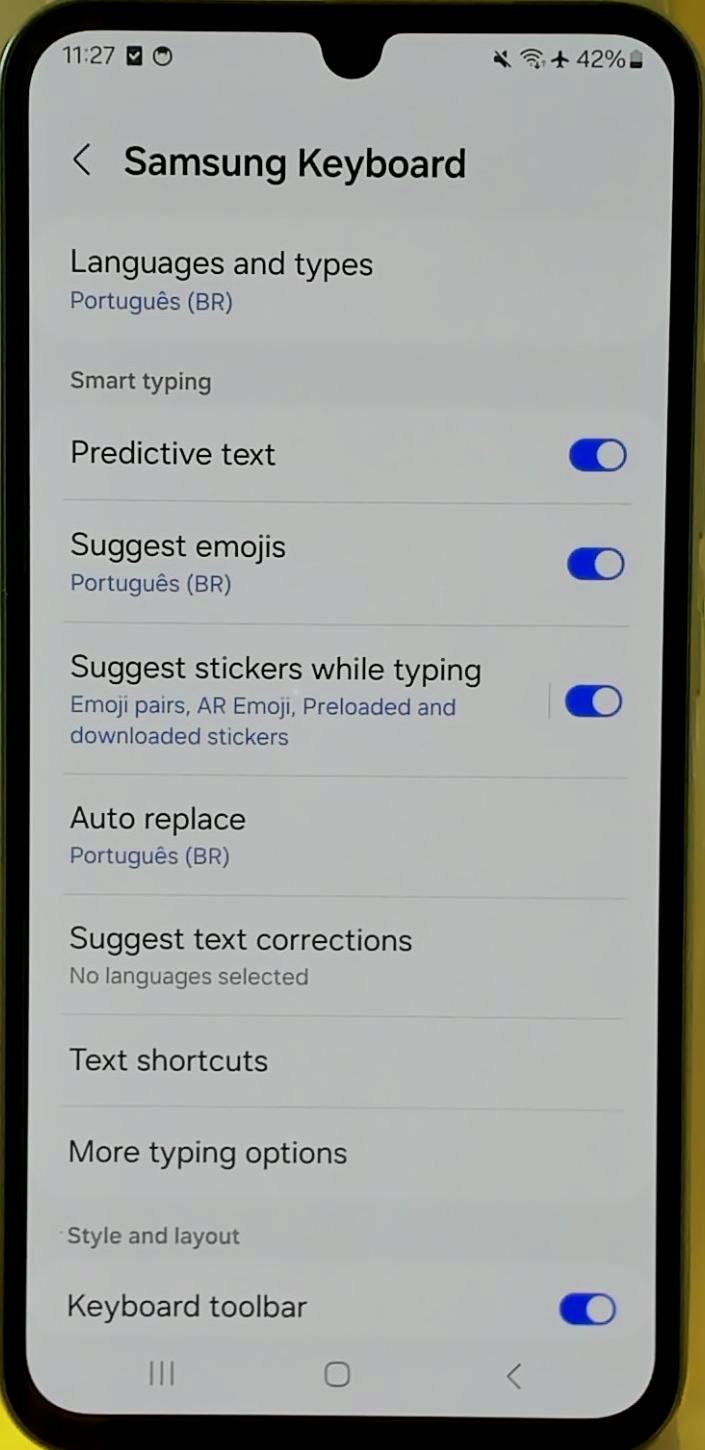 11:27
42%
Samsung Keyboard
Languages and types
Português (BR)
Smart typing
Predictive text
Suggest emojis
Português (BR)
Suggest stickers while typing
Emoji pairs, AR Emoji, Preloaded and
downloaded stickers
Auto replace
Português (BR)
Suggest text corrections
No languages selected
Text shortcuts
More typing options
Style and layout
Keyboard toolbar